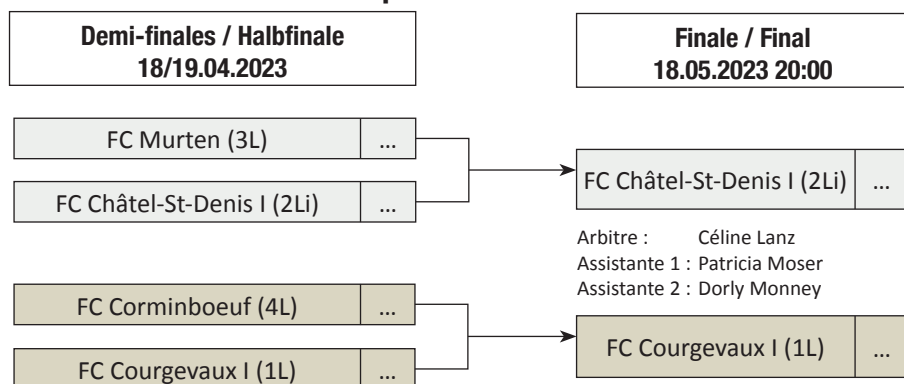 Demi-finales / Halbfinale
18/19.04.2023
Finale / Final
18.05.2023 20:00
FC Murten (3L) ...
FC Châtel-St-Denis I (2Li) ...
FC Châtel-St-Denis I (2Li) ...
Arbitre : Céline Lanz
Assistante 1 : Patricia Moser
Assistante 2 : Dorly Monney
FC Corminboeuf (4L) ...
FC Courgevaux I (1L) ...
FC Courgevaux I (1L) ...